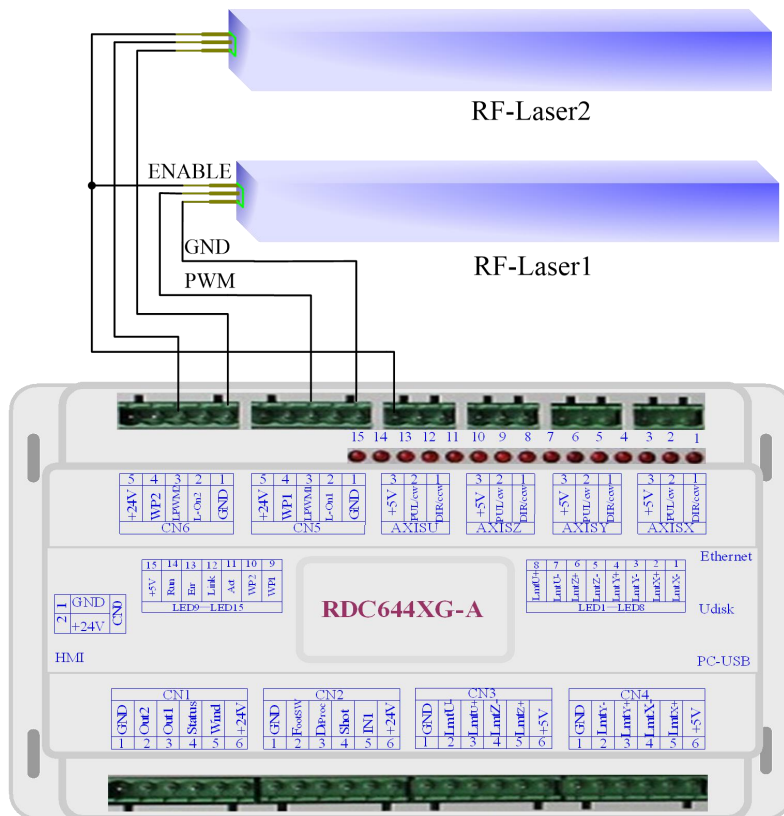 RF-Laser2
ENABLE
GND
RF-Laser1
PWM
15 14 13 12 11 10 9 8 7 6 5 4 3 2 1
5 4 3 2 1
+24V WP2 LPWM2 L-On2 GND
CN6
5 4 3 2 1
+24V WP1 LPWM1 L-On1 GND
CN5
3 2 1
+5V PUL/cw DIR/ccw
AXISU
3 2 1
+5V PUL/cw DIR/ccw
AXISZ
3 2 1
+5V PUL/cw DIR/ccw
AXISY
3 2 1
+5V PUL/cw DIR/ccw
AXISX
Ethernet
15 14 13 12 11 10 9
+5V Run Err Link Act WP2 WP1
LED9—LED15
8 7 6 5 4 3 2 1
LmtU+ LmtU- LmtZ+ LmtZ- LmtY+ LmtY- LmtX+ LmtX-
LED1—LED8
RDC644XG-A
1 GND
2 +24V
CND
Udisk
HMI
PC-USB
CN1
GND Out2 Out1 Status Wind +24V
1 2 3 4 5 6
CN2
GND FootSW DrProc Shot IN1 +24V
1 2 3 4 5 6
CN3
GND LmtU- LmtU+ LmtZ- LmtZ+ +5V
1 2 3 4 5 6
CN4
GND LmtY- LmtY+ LmtX- LmtX+ +5V
1 2 3 4 5 6